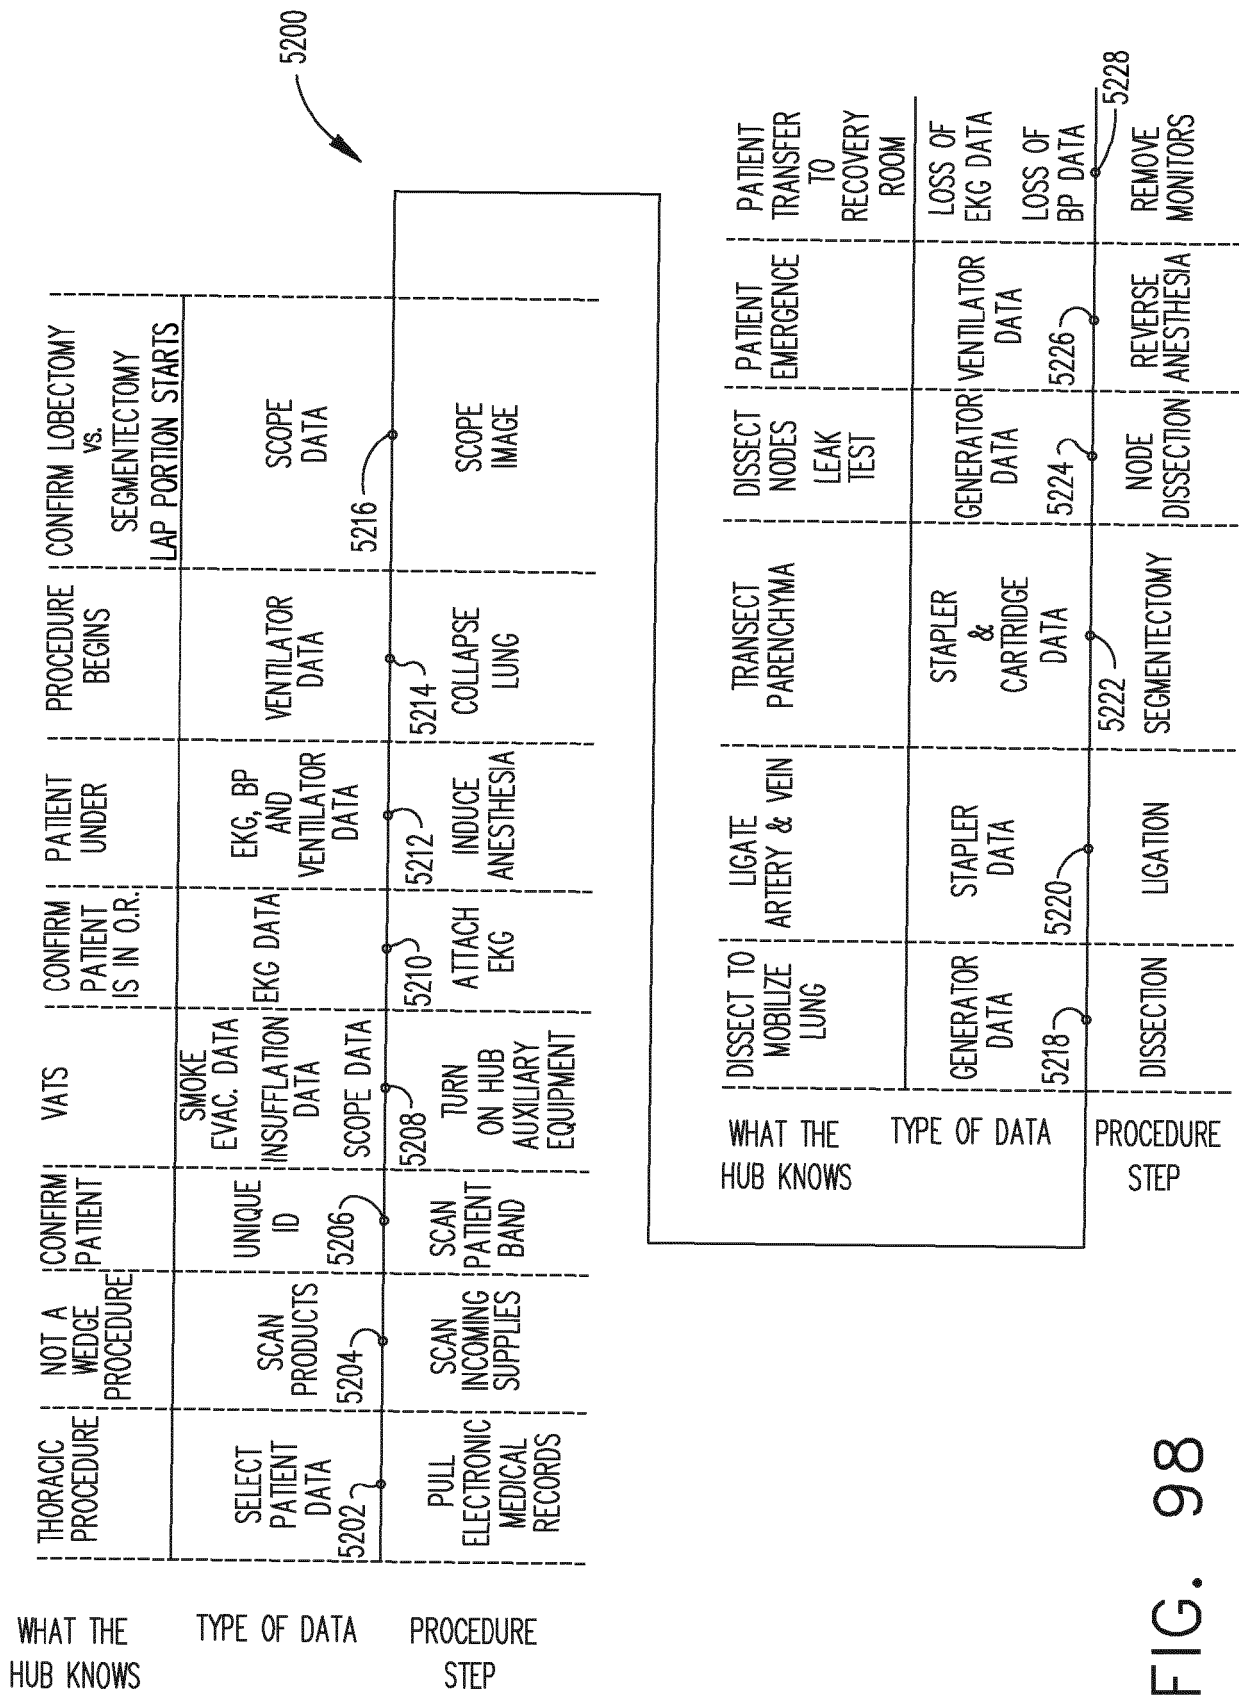 5200
WHAT THE
HUB KNOWS
THORACIC
PROCEDURE
NOT A
WEDGE
PROCEDURE
CONFIRM
PATIENT
VATS
CONFIRM
PATIENT
IS IN O.R.
PATIENT
UNDER
PROCEDURE
BEGINS
CONFIRM LOBECTOMY
vs.
SEGMENTECTOMY
LAP PORTION STARTS
TYPE OF DATA
SELECT
PATIENT
DATA
5202
SCAN
PRODUCTS
5204
UNIQUE
ID
5206
SMOKE
EVAC. DATA
INSUFFLATION
DATA
SCOPE DATA
5208
EKG DATA
5210
EKG, BP
AND
VENTILATOR
DATA
5212
VENTILATOR
DATA
5214
SCOPE
DATA
5216
PROCEDURE
STEP
PULL
ELECTRONIC
MEDICAL
RECORDS
SCAN
INCOMING
SUPPLIES
SCAN
PATIENT
BAND
TURN
ON HUB
AUXILIARY
EQUIPMENT
ATTACH
EKG
INDUCE
ANESTHESIA
COLLAPSE
LUNG
SCOPE
IMAGE
WHAT THE
HUB KNOWS
DISSECT TO
MOBILIZE
LUNG
LIGATE
ARTERY & VEIN
TRANSECT
PARENCHYMA
DISSECT
NODES
LEAK
TEST
PATIENT
EMERGENCE
PATIENT
TRANSFER
TO
RECOVERY
ROOM
TYPE OF DATA
GENERATOR
DATA
5218
STAPLER
DATA
5220
STAPLER
&
CARTRIDGE
DATA
5222
GENERATOR
DATA
5224
VENTILATOR
DATA
5226
LOSS OF
EKG DATA
LOSS OF
BP DATA
5228
PROCEDURE
STEP
DISSECTION
LIGATION
SEGMENTECTOMY
NODE
DISSECTION
REVERSE
ANESTHESIA
REMOVE
MONITORS
FIG. 98